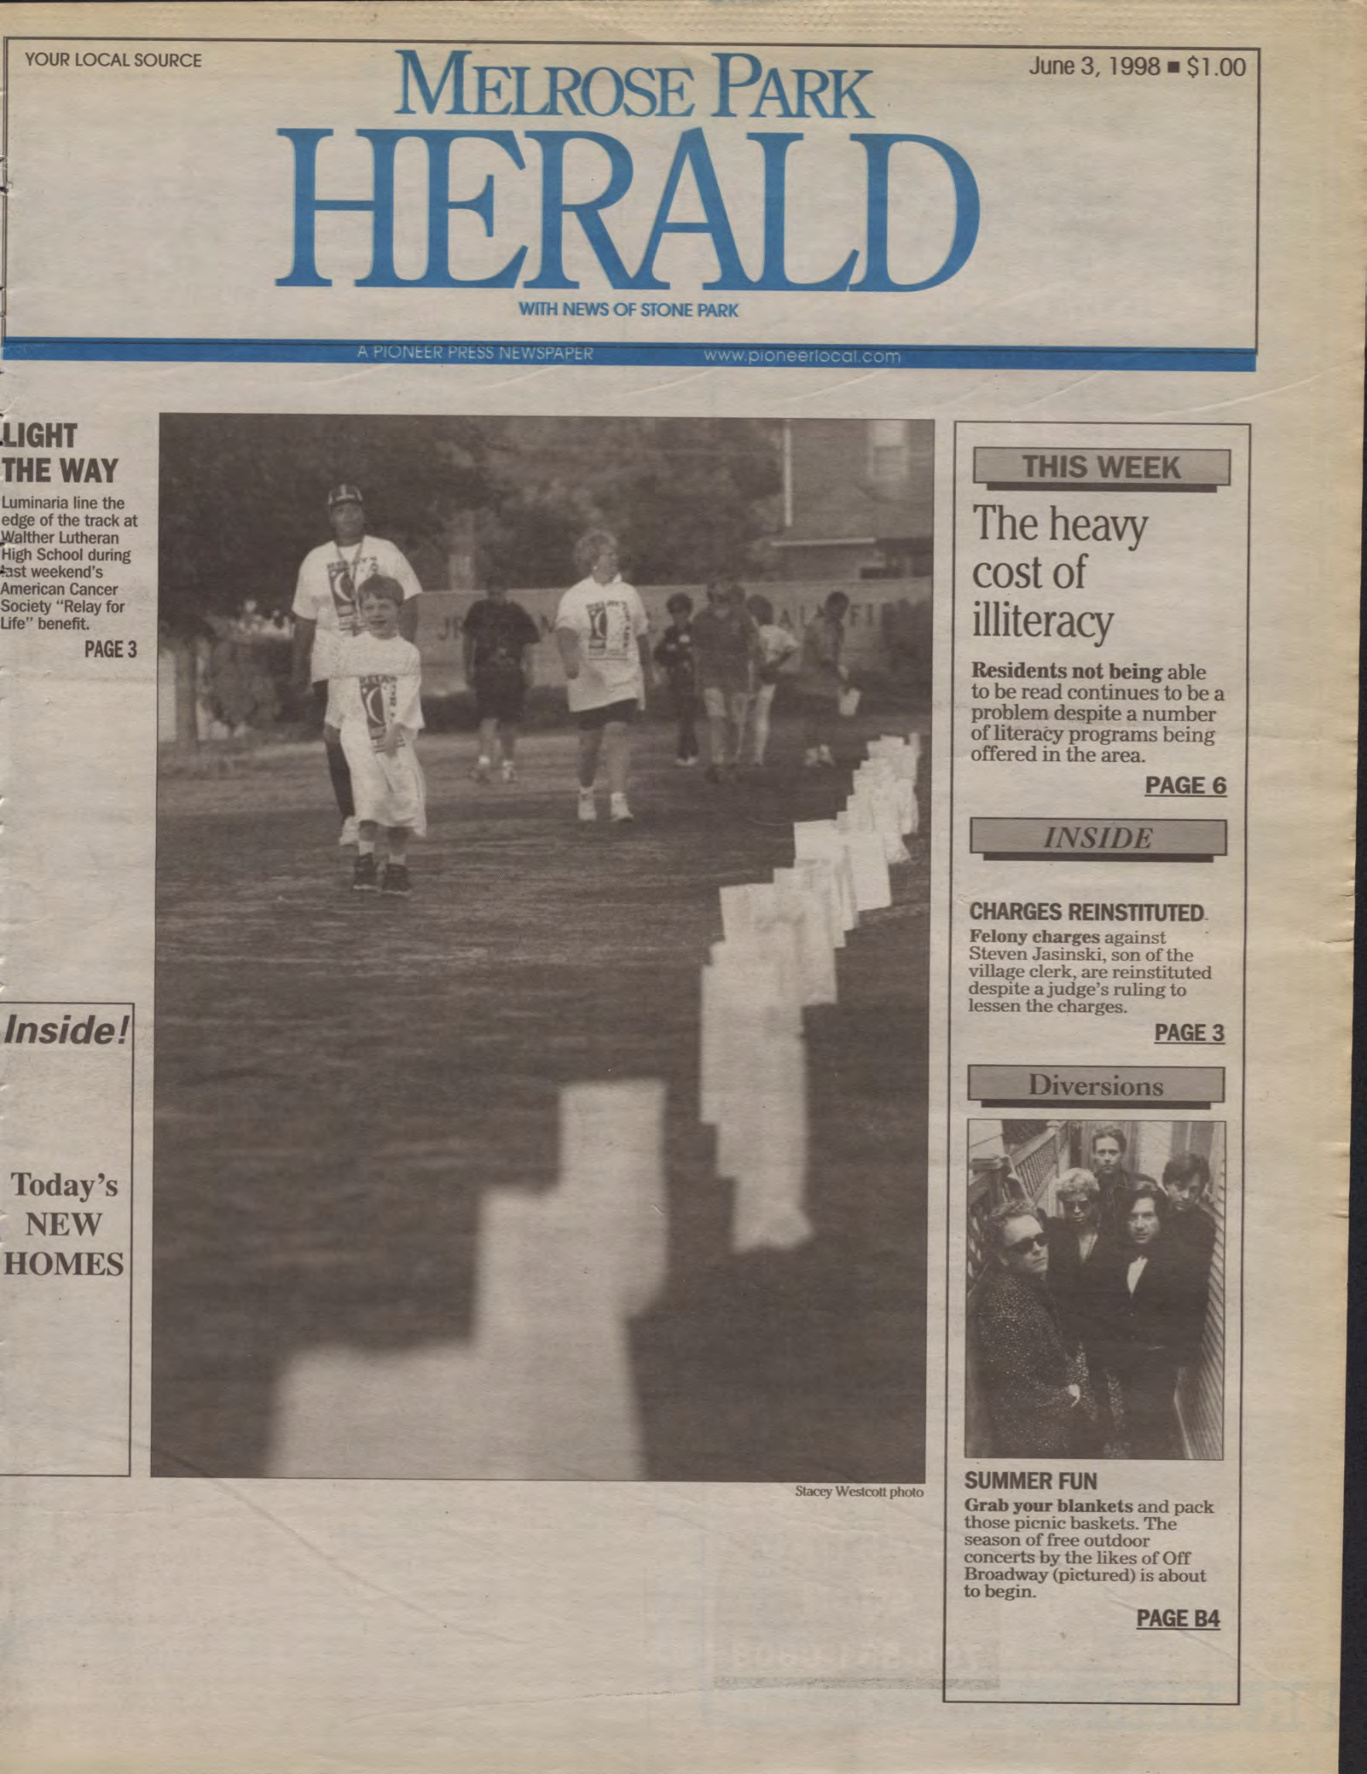 YOUR LOCAL SOURCE
June 3, 1998 ■ $1.00
MELROSE PARK
HERALD
WITH NEWS OF STONE PARK
A PIONEER PRESS NEWSPAPER www.pioneerlocal.com
LIGHT
THE WAY
Luminaria line the
edge of the track at
Walther Lutheran
High School during
last weekend's
American Cancer
Society "Relay for
Life" benefit.
PAGE 3
Inside!
Today's
NEW
HOMES
Stacey Westcott photo
THIS WEEK
The heavy
cost of
illiteracy
Residents not being able
to be read continues to be a
problem despite a number
of literacy programs being
offered in the area.
PAGE 6
INSIDE
CHARGES REINSTITUTED
Felony charges against
Steven Jasinski, son of the
village clerk, are reinstituted
despite a judge's ruling to
lessen the charges.
PAGE 3
Diversions
SUMMER FUN
Grab your blankets and pack
those picnic baskets. The
season of free outdoor
concerts by the likes of Off
Broadway (pictured) is about
to begin.
PAGE B4